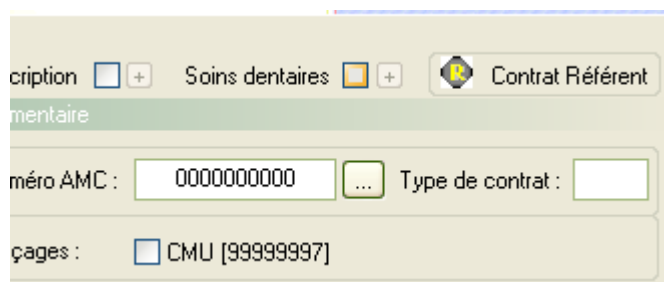 cription + Soins dentaires + R Contrat Référent
mentaire
méro AMC : 0000000000 ... Type de contrat :
çages : CMU [99999997]